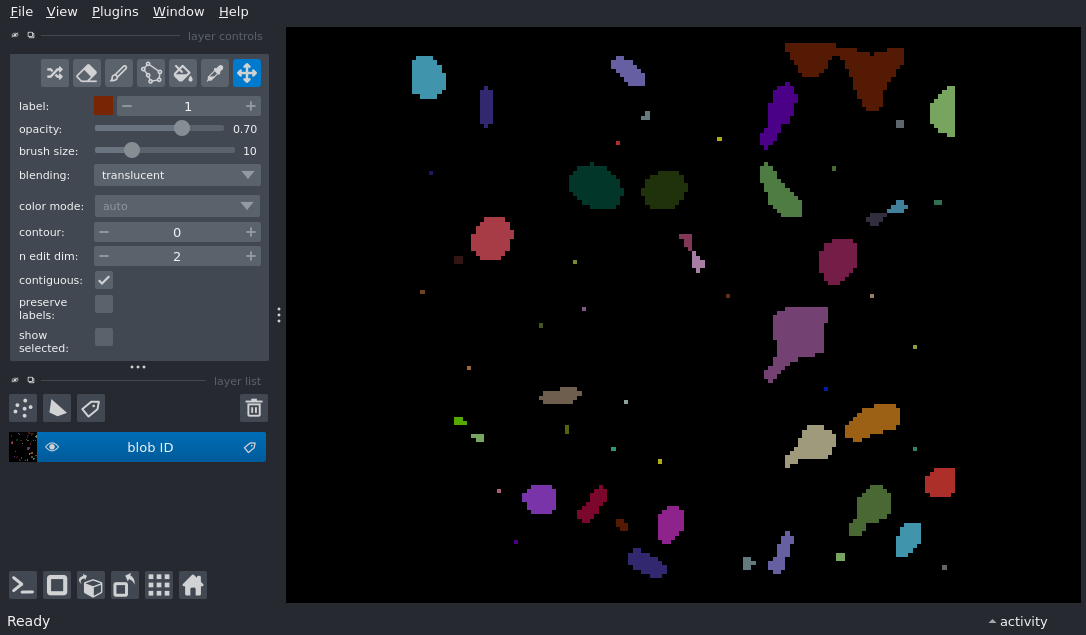 File View Plugins Window Help
layer controls
label: 1
opacity: 0.70
brush size: 10
blending: translucent
color mode: auto
contour: 0
n edit dim: 2
contiguous:
preserve
labels:
show
selected:
layer list
blob ID
Ready
activity